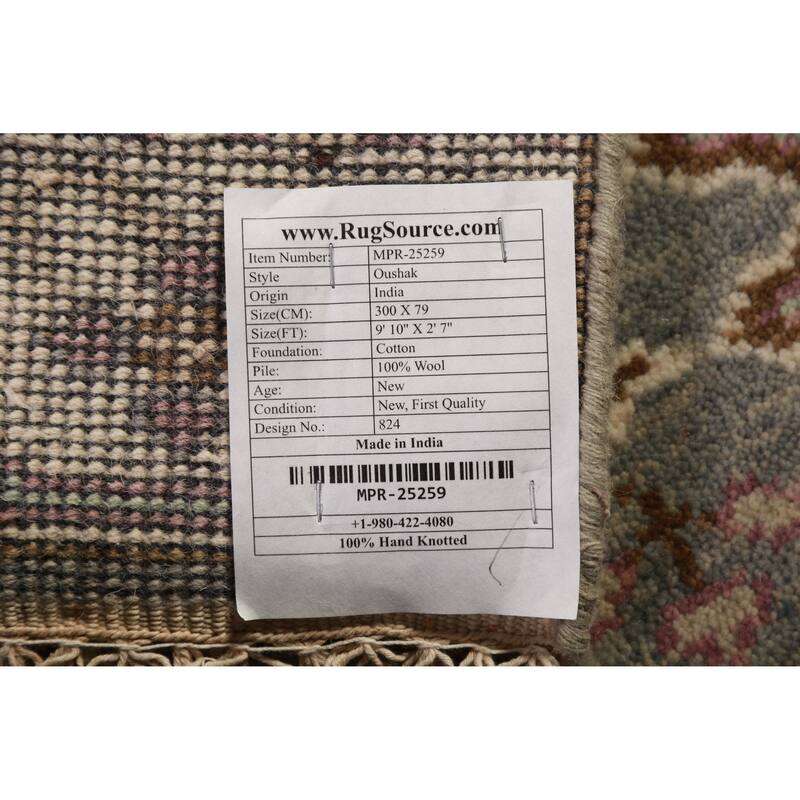 www.RugSource.com
Item Number: MPR-25259
Style Oushak
Origin India
Size(CM): 300 X 79
Size(FT): 9' 10" X 2' 7"
Foundation: Cotton
Pile: 100% Wool
Age: New
Condition: New, First Quality
Design No.: 824
Made in India
MPR-25259
+1-980-422-4080
100% Hand Knotted